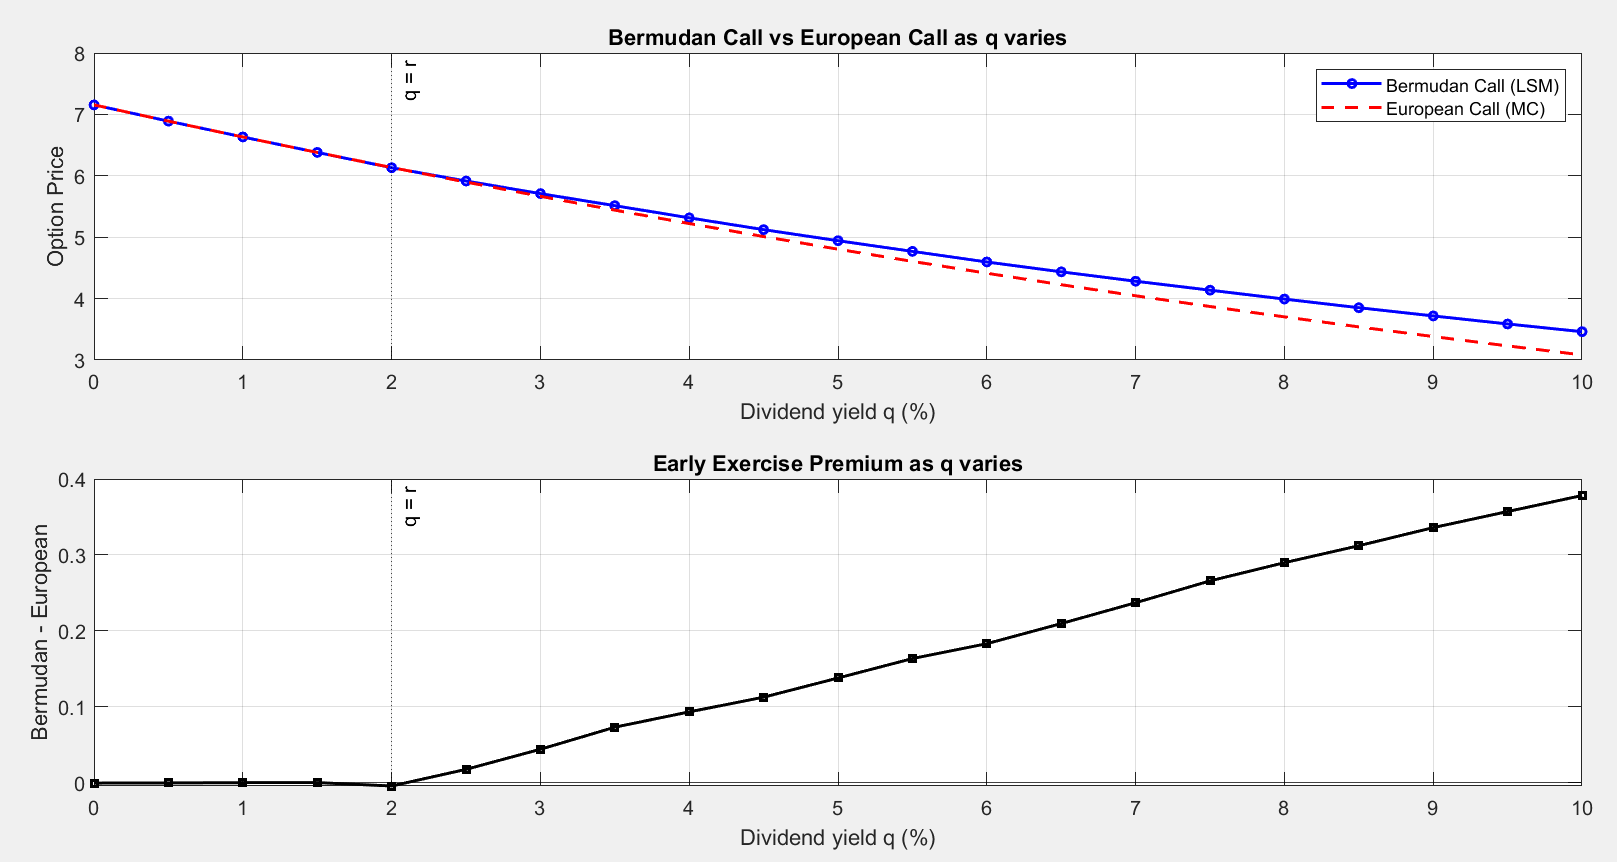 Bermudan Call vs European Call as q varies
8
7
6
5
4
3
Option Price
q = r
Bermudan Call (LSM)
European Call (MC)
0 1 2 3 4 5 6 7 8 9 10
Dividend yield q (%)
Early Exercise Premium as q varies
0.4
0.3
0.2
0.1
0
Bermudan - European
q = r
0 1 2 3 4 5 6 7 8 9 10
Dividend yield q (%)